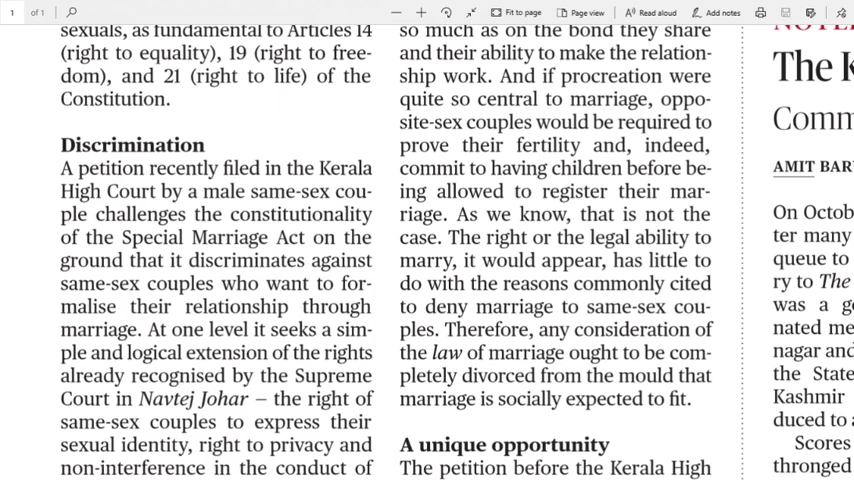 1 of 1
Fit to page
Page view
Read aloud
Add notes
sexuals, as fundamental to Articles 14
(right to equality), 19 (right to free-
dom), and 21 (right to life) of the
Constitution.
Discrimination
A petition recently filed in the Kerala
High Court by a male same-sex cou-
ple challenges the constitutionality
of the Special Marriage Act on the
ground that it discriminates against
same-sex couples who want to for-
malise their relationship through
marriage. At one level it seeks a sim-
ple and logical extension of the rights
already recognised by the Supreme
Court in Navtej Johar – the right of
same-sex couples to express their
sexual identity, right to privacy and
non-interference in the conduct of
so much as on the bond they share
and their ability to make the relation-
ship work. And if procreation were
quite so central to marriage, oppo-
site-sex couples would be required to
prove their fertility and, indeed,
commit to having children before be-
ing allowed to register their mar-
riage. As we know, that is not the
case. The right or the legal ability to
marry, it would appear, has little to
do with the reasons commonly cited
to deny marriage to same-sex cou-
ples. Therefore, any consideration of
the law of marriage ought to be com-
pletely divorced from the mould that
marriage is socially expected to fit.
A unique opportunity
The petition before the Kerala High
The K
Comm
AMIT BAR
On Octob
ter many
queue to
ry to The
was a g
nated me
nagar and
the State
Kashmir
duced to a
Scores
thronged